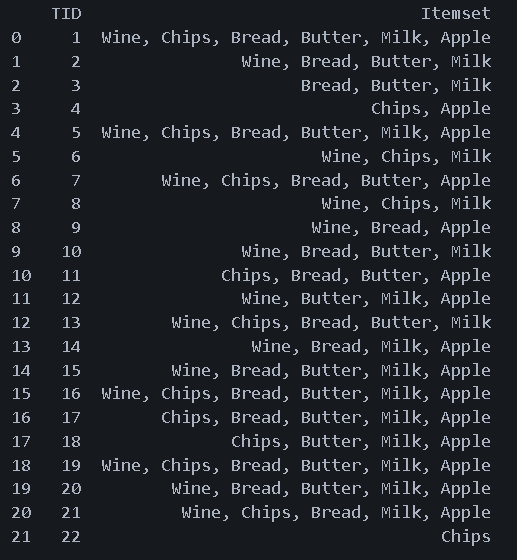 TID Itemset
0 1 Wine, Chips, Bread, Butter, Milk, Apple
1 2 Wine, Bread, Butter, Milk
2 3 Bread, Butter, Milk
3 4 Chips, Apple
4 5 Wine, Chips, Bread, Butter, Milk, Apple
5 6 Wine, Chips, Milk
6 7 Wine, Chips, Bread, Butter, Apple
7 8 Wine, Chips, Milk
8 9 Wine, Bread, Apple
9 10 Wine, Bread, Butter, Milk
10 11 Chips, Bread, Butter, Apple
11 12 Wine, Butter, Milk, Apple
12 13 Wine, Chips, Bread, Butter, Milk
13 14 Wine, Bread, Milk, Apple
14 15 Wine, Bread, Butter, Milk, Apple
15 16 Wine, Chips, Bread, Butter, Milk, Apple
16 17 Chips, Bread, Butter, Milk, Apple
17 18 Chips, Butter, Milk, Apple
18 19 Wine, Chips, Bread, Butter, Milk, Apple
19 20 Wine, Bread, Butter, Milk, Apple
20 21 Wine, Chips, Bread, Milk, Apple
21 22 Chips